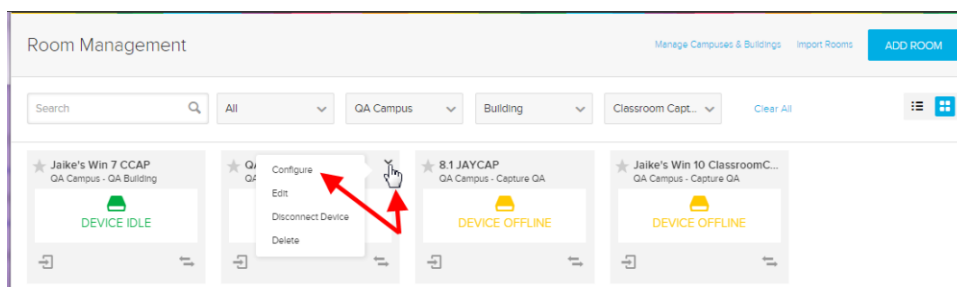 Room Management
Manage Campuses & Buildings Import Rooms ADD ROOM
Search All QA Campus Building Classroom Capt... Clear All
Jaike's Win 7 CCAP
QA Campus - QA Building
DEVICE IDLE
QA
QA
Configure
Edit
Disconnect Device
Delete
8.1 JAYCAP
QA Campus - Capture QA
DEVICE OFFLINE
Jaike's Win 10 ClassroomC...
QA Campus - Capture QA
DEVICE OFFLINE